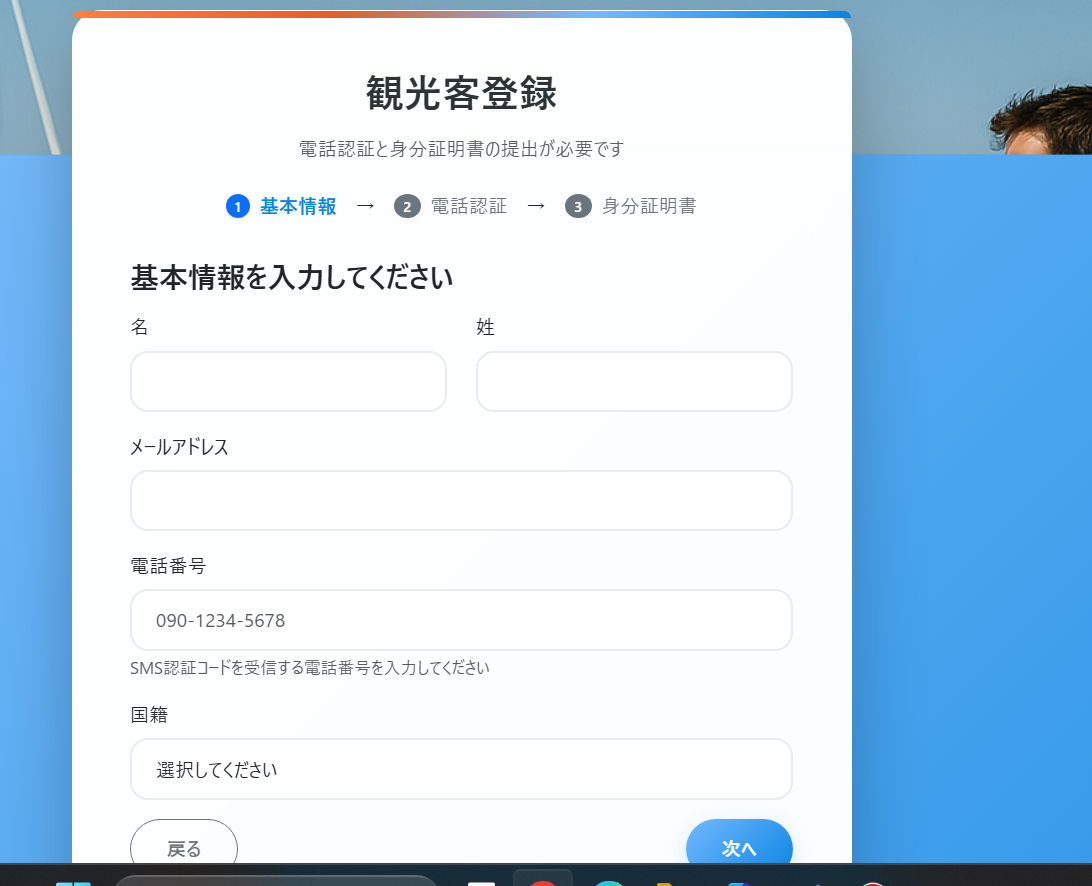 観光客登録
電話認証と身分証明書の提出が必要です
1 基本情報 → 2 電話認証 → 3 身分証明書
基本情報を入力してください
名 姓
メールアドレス
電話番号
090-1234-5678
SMS認証コードを受信する電話番号を入力してください
国籍
選択してください
戻る 次へ